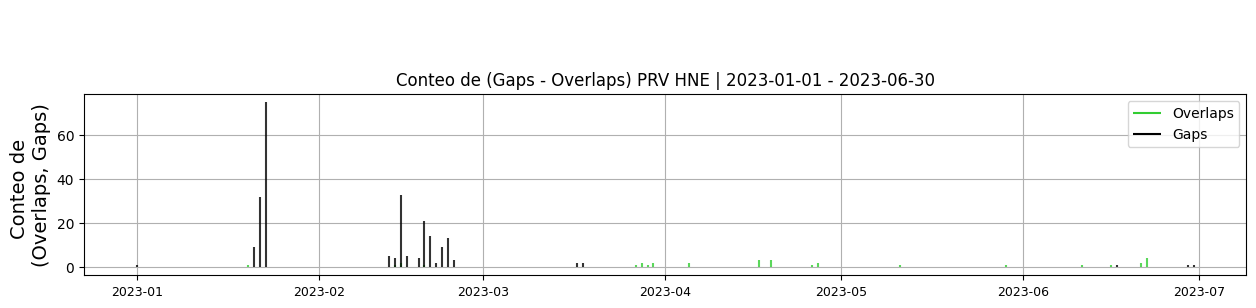 Conteo de (Gaps - Overlaps) PRV HNE | 2023-01-01 - 2023-06-30
Conteo de
(Overlaps, Gaps)
60
40
20
0
Overlaps
Gaps
2023-01
2023-02
2023-03
2023-04
2023-05
2023-06
2023-07